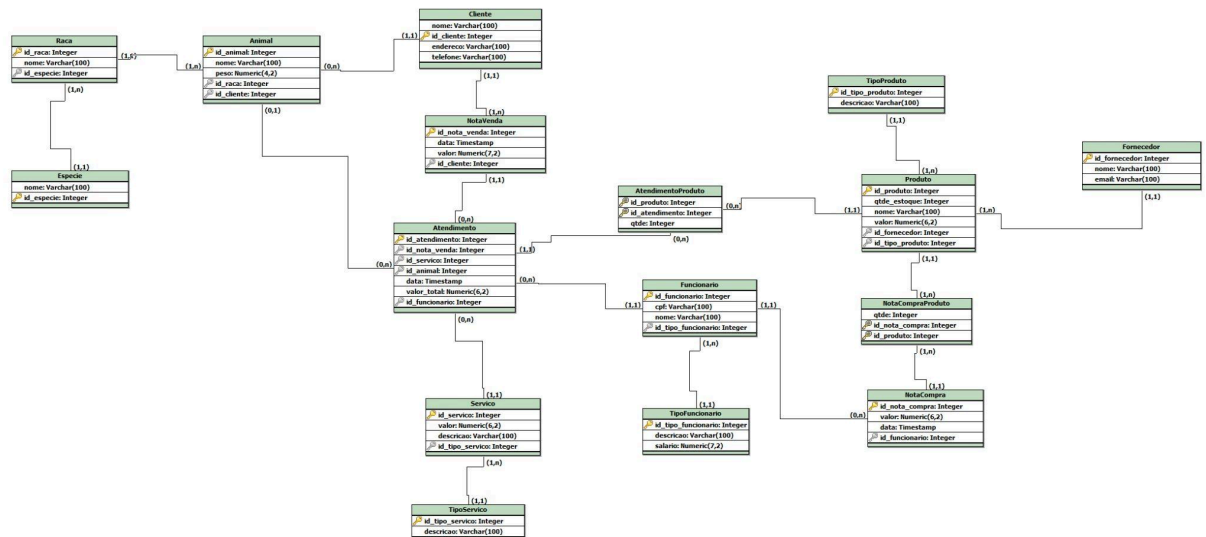 Cliente
nome: Varchar(100)
id_cliente: Integer
endereco: Varchar(100)
telefone: Varchar(100)
(1,1)
(1,1)
Raca
id_raca: Integer
nome: Varchar(100)
id_especie: Integer
(1,n)
(1,n)
Animal
id_animal: Integer
nome: Varchar(100)
peso: Numeric(4,2)
id_raca: Integer
id_cliente: Integer
(0,n)
(0,1)
(1,1)
Especie
nome: Varchar(100)
id_especie: Integer
(1,n)
NotaVenda
id_nota_venda: Integer
data: Timestamp
valor: Numeric(7,2)
id_cliente: Integer
(1,1)
TipoProduto
id_tipo_produto: Integer
descricao: Varchar(100)
(1,1)
Fornecedor
id_fornecedor: Integer
nome: Varchar(100)
email: Varchar(100)
(1,1)
(1,n)
Produto
id_produto: Integer
qtde_estoque: Integer
nome: Varchar(100)
valor: Numeric(6,2)
id_fornecedor: Integer
id_tipo_produto: Integer
(1,1)
(1,n)
(1,1)
AtendimentoProduto
id_produto: Integer
id_atendimento: Integer
qtde: Integer
(0,n)
(0,n)
(0,n)
Atendimento
id_atendimento: Integer
id_nota_venda: Integer
id_servico: Integer
id_animal: Integer
data: Timestamp
valor_total: Numeric(6,2)
id_funcionario: Integer
(1,1)
(0,n)
(0,n)
(0,n)
Funcionario
id_funcionario: Integer
cpf: Varchar(100)
nome: Varchar(100)
id_tipo_funcionario: Integer
(1,1)
(1,1)
(1,n)
(1,n)
NotaCompraProduto
qtde: Integer
id_nota_compra: Integer
id_produto: Integer
(1,n)
(1,1)
Servico
id_servico: Integer
valor: Numeric(6,2)
descricao: Varchar(100)
id_tipo_servico: Integer
(1,n)
(1,1)
TipoFuncionario
id_tipo_funcionario: Integer
descricao: Varchar(100)
salario: Numeric(7,2)
(1,1)
NotaCompra
id_nota_compra: Integer
valor: Numeric(6,2)
data: Timestamp
id_funcionario: Integer
(0,n)
(1,1)
TipoServico
id_tipo_servico: Integer
descricao: Varchar(100)